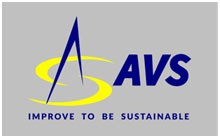 AVS
IMPROVE TO BE SUSTAINABLE